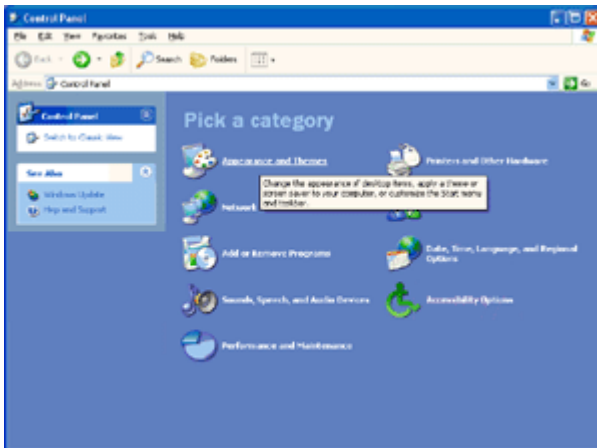 Control Panel
File Edit View Favorites Tools Help
Back Search Folders
Address Control Panel Go
Control Panel
Switch to Classic View
See Also
Windows Update
Help and Support
Pick a category
Appearance and Themes
Printers and Other Hardware
Change the appearance of desktop items, apply a theme or
screen saver to your computer, or customize the Start menu
and taskbar.
Network
Add or Remove Programs
Date, Time, Language, and Regional
Options
Sounds, Speech, and Audio Devices
Accessibility Options
Performance and Maintenance